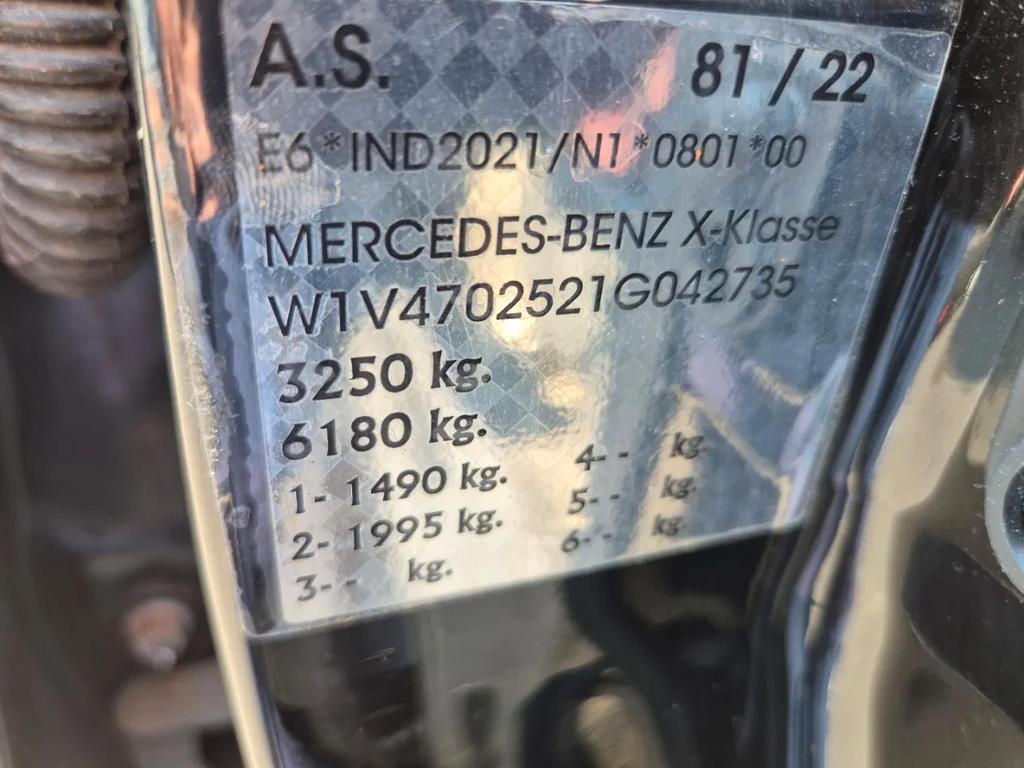 A.S. 81 / 22
E6*IND2021/N1*0801*00
MERCEDES-BENZ X-Klasse
W1V4702521G042735
3250 kg.
6180 kg.
1- 1490 kg. 4- - kg.
2- 1995 kg. 5- - kg.
3- - kg. 6- - kg.